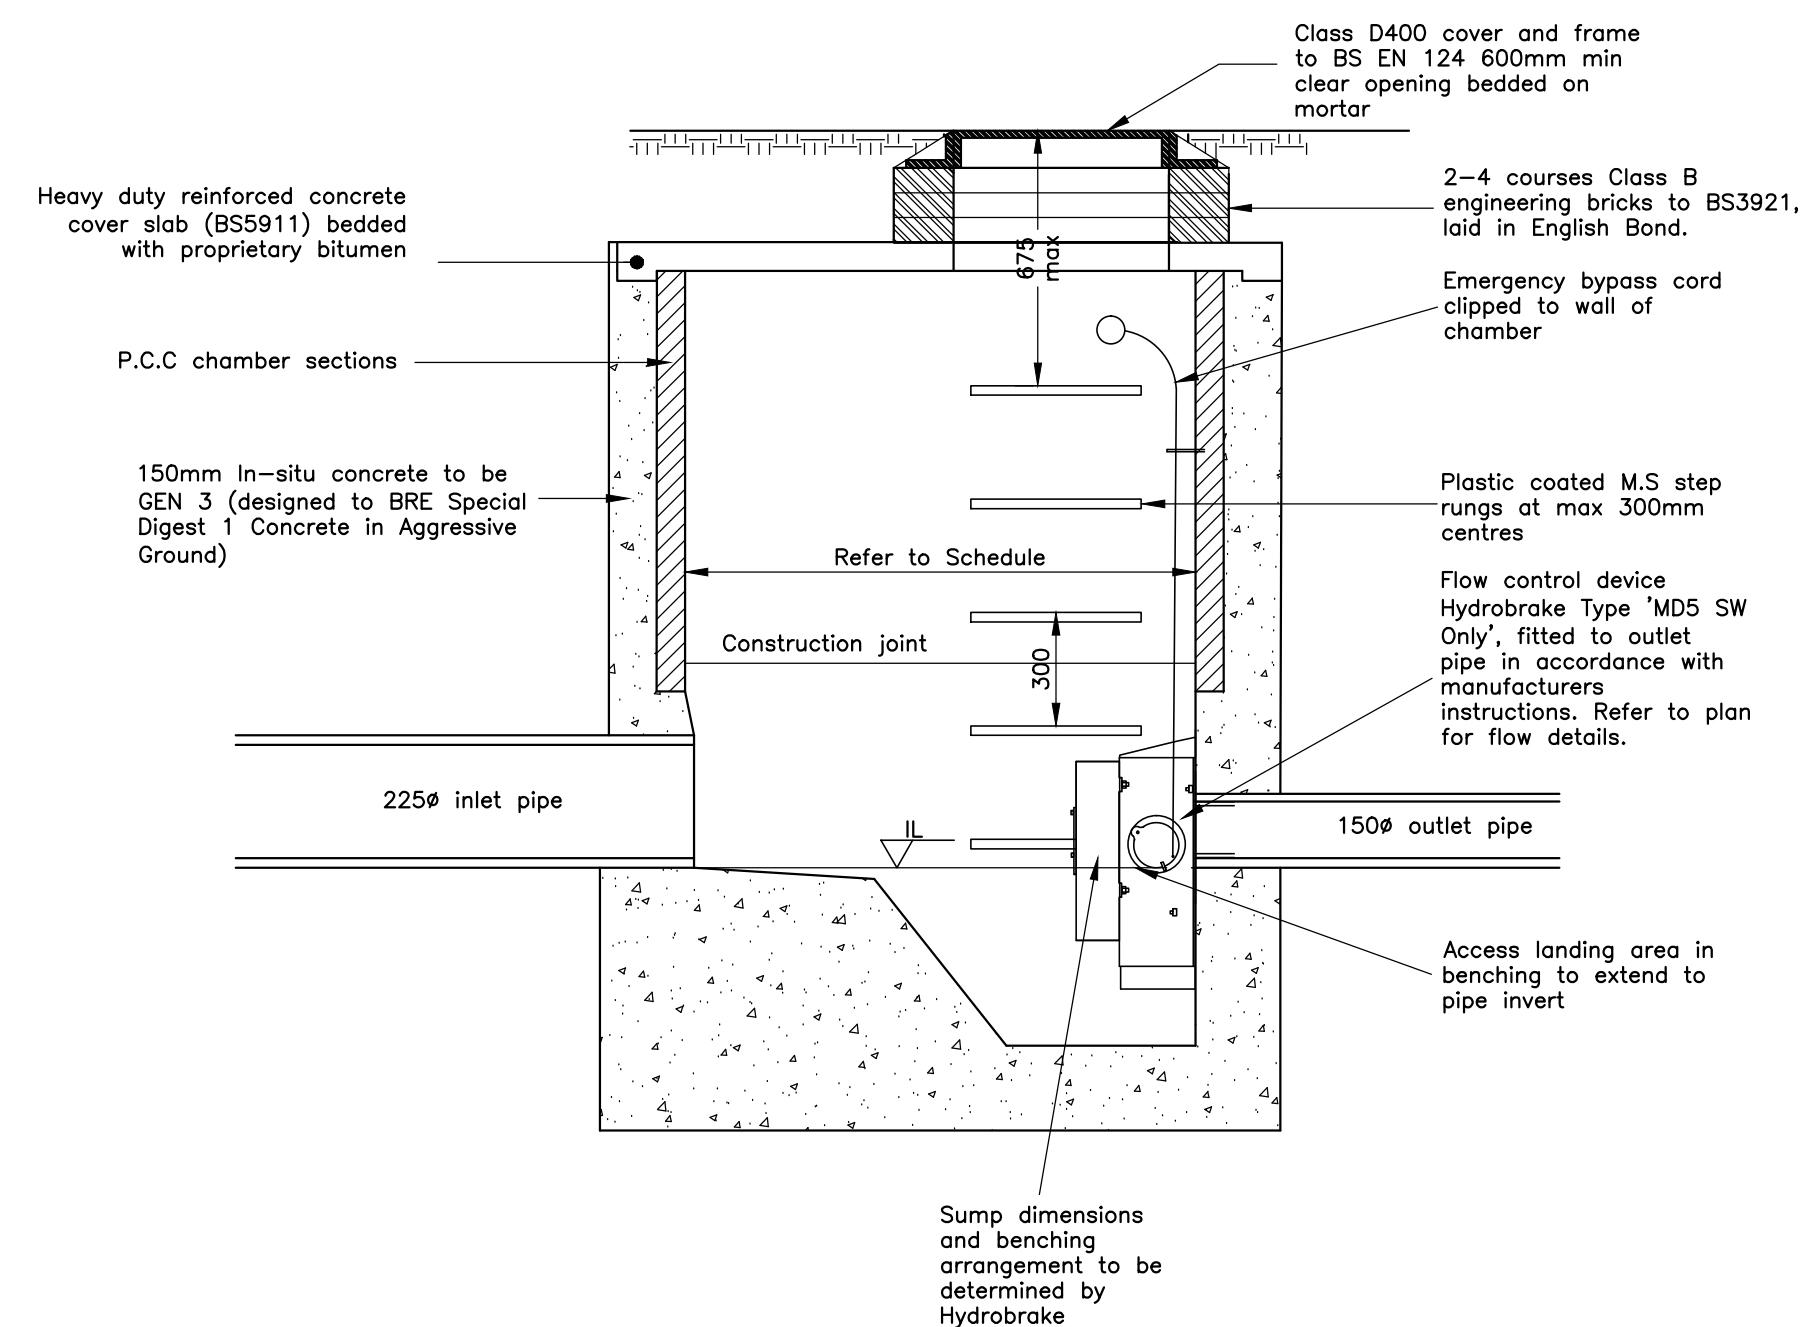 Class D400 cover and frame
to BS EN 124 600mm min
clear opening bedded on
mortar
Heavy duty reinforced concrete
cover slab (BS5911) bedded
with proprietary bitumen
2-4 courses Class B
engineering bricks to BS3921,
laid in English Bond.
675
max
Emergency bypass cord
clipped to wall of
chamber
P.C.C chamber sections
150mm In-situ concrete to be
GEN 3 (designed to BRE Special
Digest 1 Concrete in Aggressive
Ground)
Plastic coated M.S step
rungs at max 300mm
centres
Refer to Schedule
Flow control device
Hydrobrake Type 'MD5 SW
Only', fitted to outlet
pipe in accordance with
manufacturers
instructions. Refer to plan
for flow details.
Construction joint
300
225ø inlet pipe
IL
150ø outlet pipe
Access landing area in
benching to extend to
pipe invert
Sump dimensions
and benching
arrangement to be
determined by
Hydrobrake